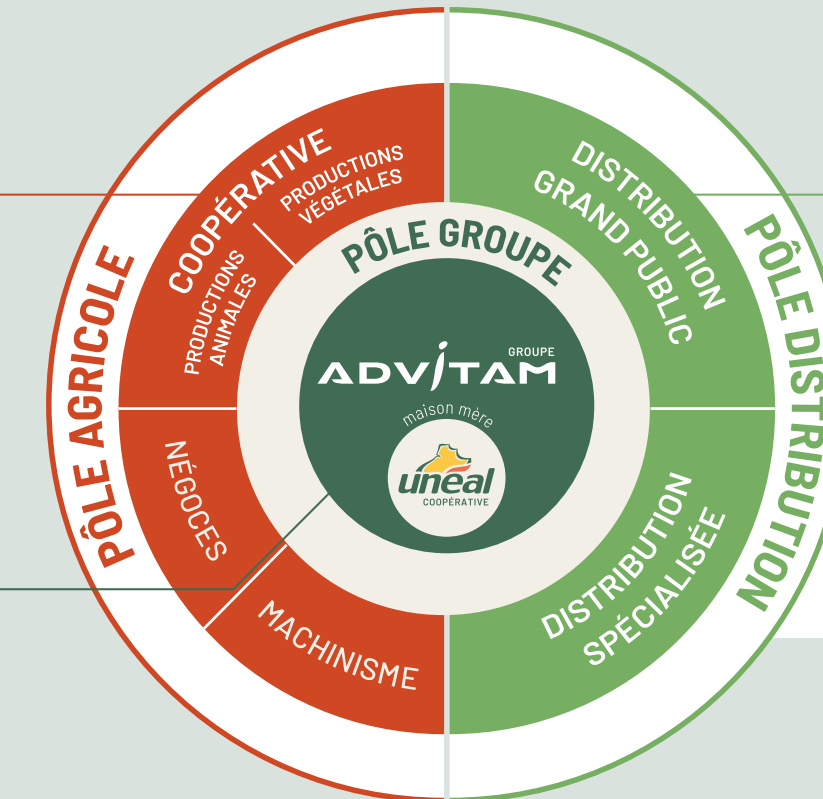 PÔLE AGRICOLE
COOPÉRATIVE
PRODUCTIONS
VÉGÉTALES
PRODUCTIONS
ANIMALES
NÉGOCES
MACHINISME
PÔLE GROUPE
GROUPE
ADVITAM
maison mère
unéal
COOPÉRATIVE
DISTRIBUTION
GRAND PUBLIC
DISTRIBUTION
SPÉCIALISÉE
PÔLE DISTRIBUTION